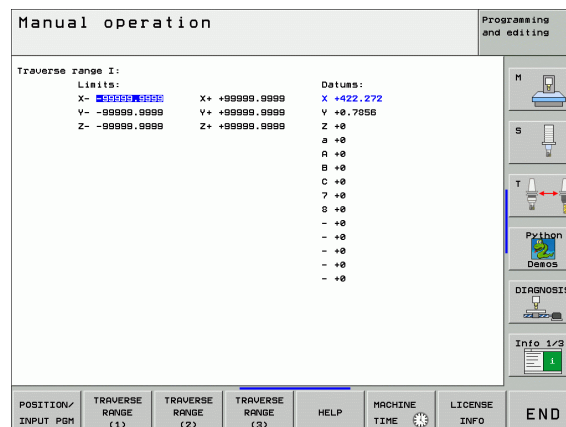 Manual operation
Programming
and editing
Traverse range I:
Limits:
Datums:
X- -99999.9999 X+ +99999.9999 X +422.272
Y- -99999.9999 Y+ +99999.9999 Y +0.7856
Z- -99999.9999 Z+ +99999.9999 Z +0
a +0
A +0
B +0
C +0
7 +0
8 +0
- +0
- +0
- +0
- +0
- +0
M
S
T
Python
Demos
DIAGNOSIS
Info 1/3
i
POSITION/
INPUT PGM
TRAVERSE
RANGE
(1)
TRAVERSE
RANGE
(2)
TRAVERSE
RANGE
(3)
HELP
MACHINE
TIME
LICENSE
INFO
END